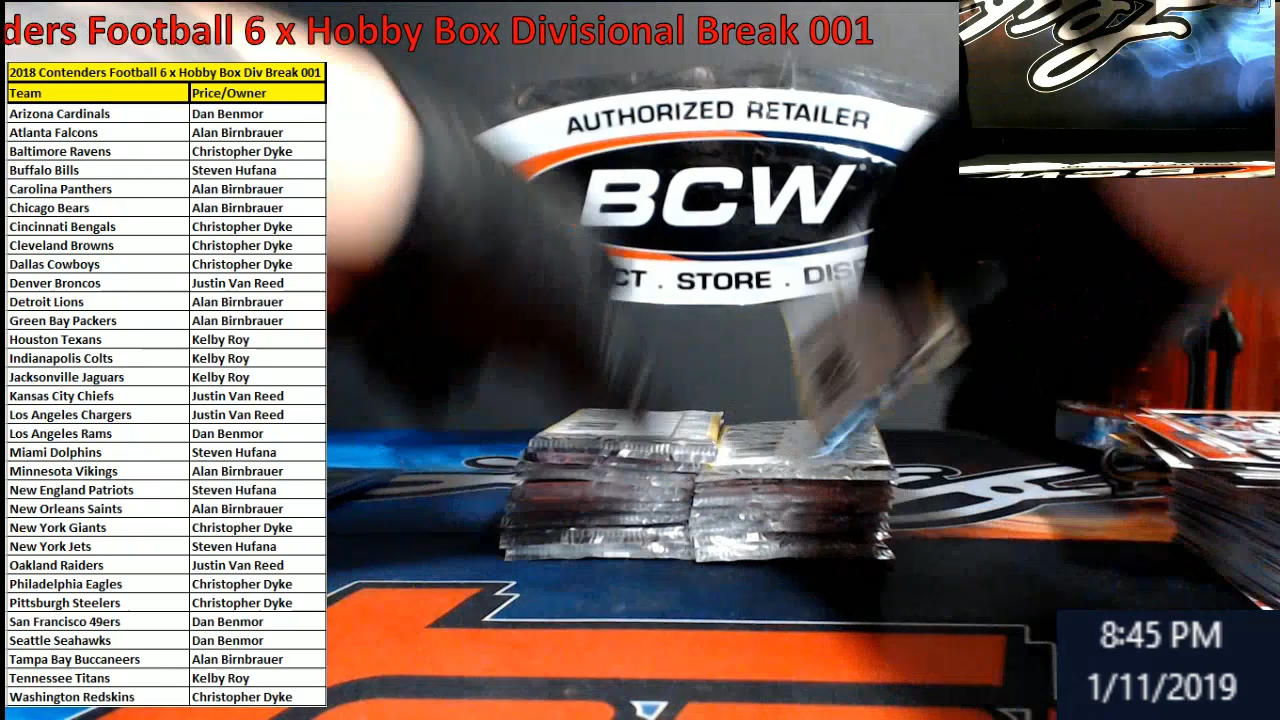 ders Football 6 x Hobby Box Divisional Break 001
2018 Contenders Football 6 x Hobby Box Div Break 001
Team Price/Owner
Arizona Cardinals Dan Benmor
Atlanta Falcons Alan Birnbrauer
Baltimore Ravens Christopher Dyke
Buffalo Bills Steven Hufana
Carolina Panthers Alan Birnbrauer
Chicago Bears Alan Birnbrauer
Cincinnati Bengals Christopher Dyke
Cleveland Browns Christopher Dyke
Dallas Cowboys Christopher Dyke
Denver Broncos Justin Van Reed
Detroit Lions Alan Birnbrauer
Green Bay Packers Alan Birnbrauer
Houston Texans Kelby Roy
Indianapolis Colts Kelby Roy
Jacksonville Jaguars Kelby Roy
Kansas City Chiefs Justin Van Reed
Los Angeles Chargers Justin Van Reed
Los Angeles Rams Dan Benmor
Miami Dolphins Steven Hufana
Minnesota Vikings Alan Birnbrauer
New England Patriots Steven Hufana
New Orleans Saints Alan Birnbrauer
New York Giants Christopher Dyke
New York Jets Steven Hufana
Oakland Raiders Justin Van Reed
Philadelphia Eagles Christopher Dyke
Pittsburgh Steelers Christopher Dyke
San Francisco 49ers Dan Benmor
Seattle Seahawks Dan Benmor
Tampa Bay Buccaneers Alan Birnbrauer
Tennessee Titans Kelby Roy
Washington Redskins Christopher Dyke
AUTHORIZED RETAILER
BCW
CT . STORE . DIS
8:45 PM
1/11/2019